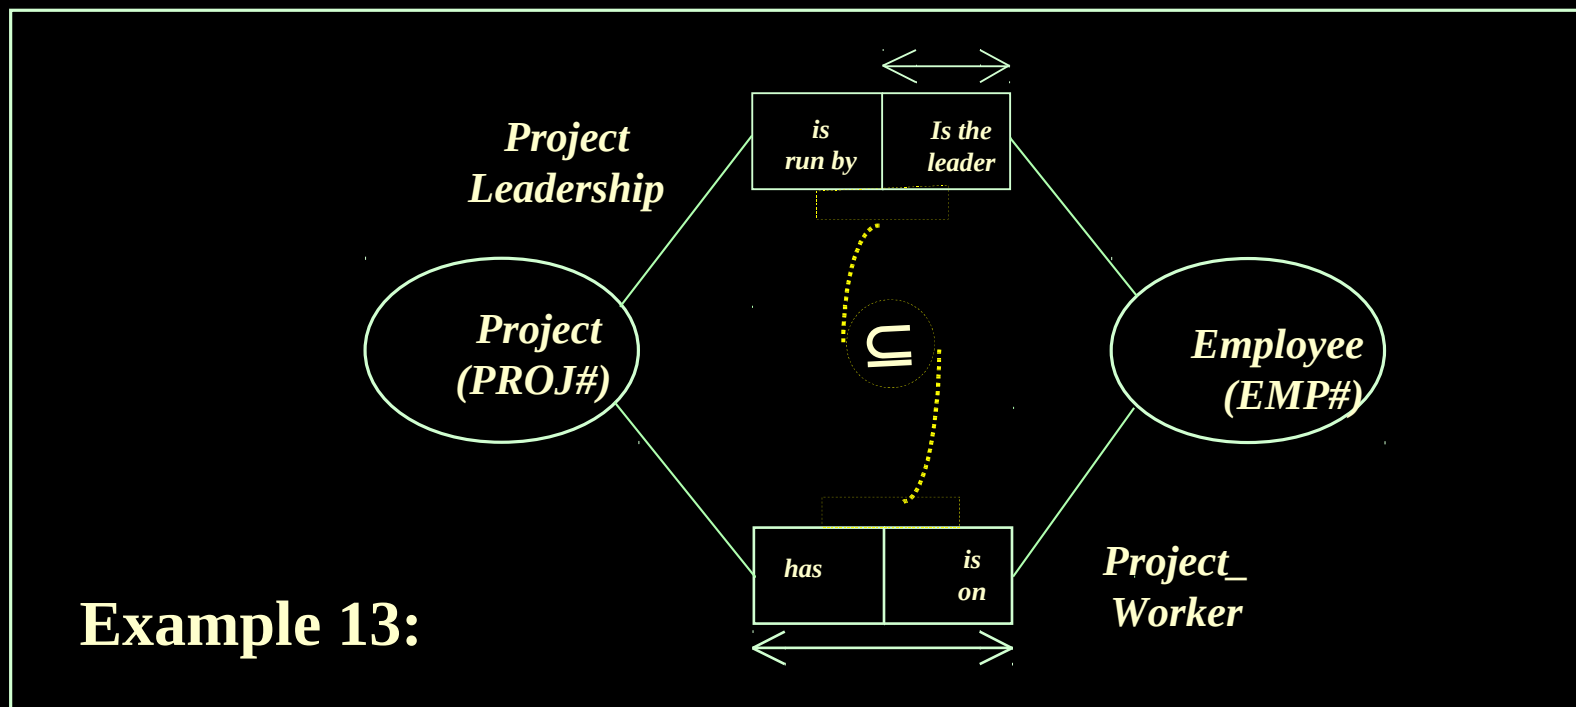 Project
Leadership
is
run by
Is the
leader
Project
(PROJ#)
⊆
Employee
(EMP#)
has
is
on
Project_
Worker
Example 13: